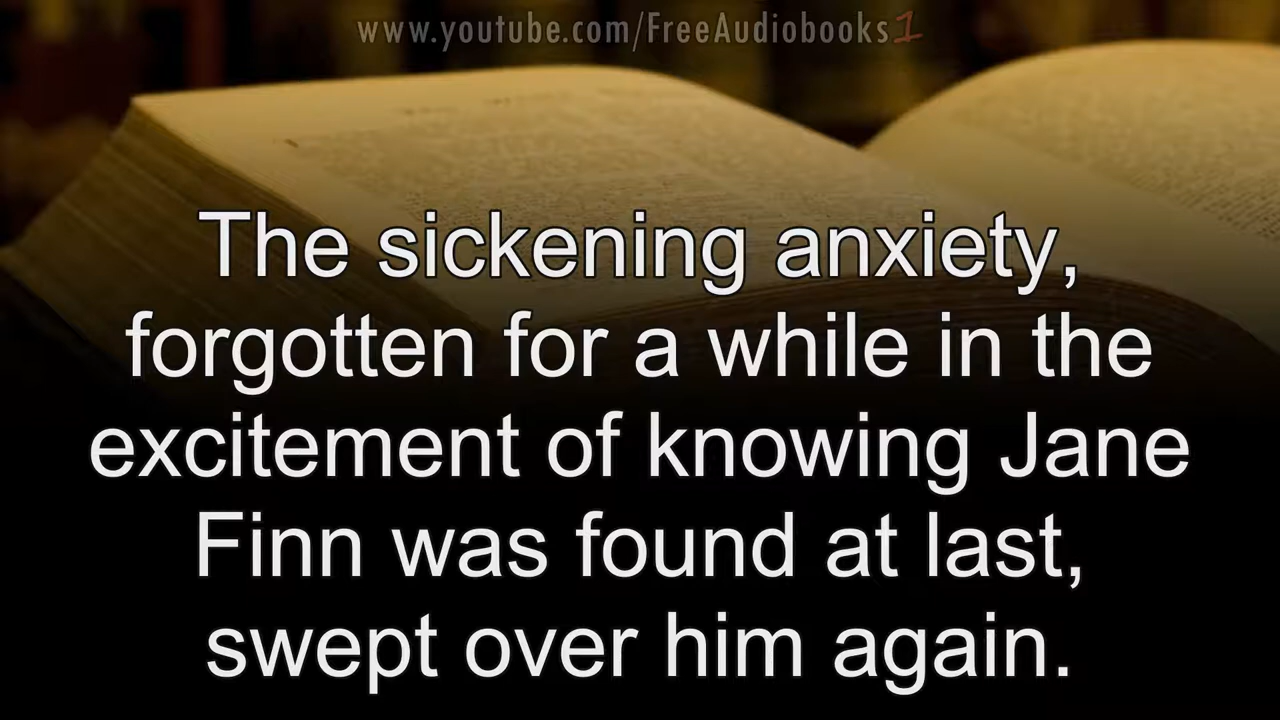 www.youtube.com/FreeAudiobooks1
The sickening anxiety,
forgotten for a while in the
excitement of knowing Jane
Finn was found at last,
swept over him again.